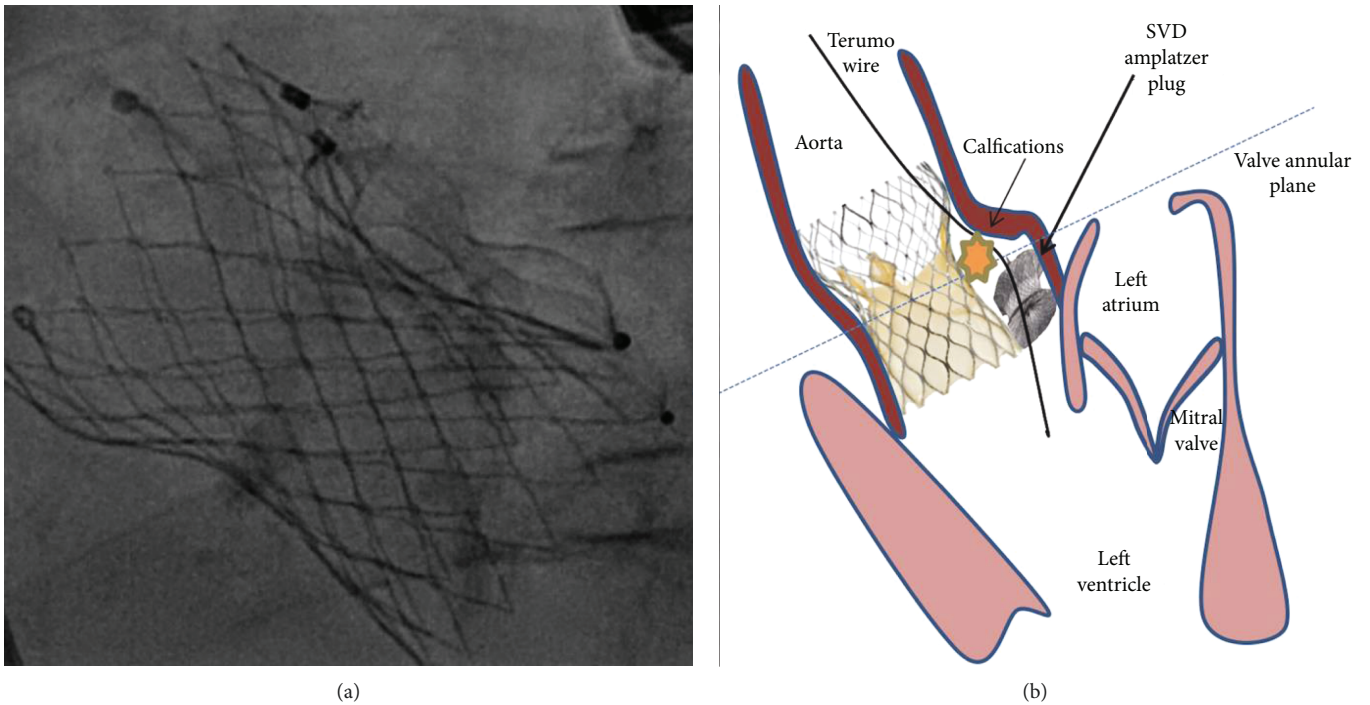 Terumo
wire
SVD
amplatzer
plug
Aorta
Calfications
Valve annular
plane
Left
atrium
Mitral
valve
Left
ventricle
(a)
(b)